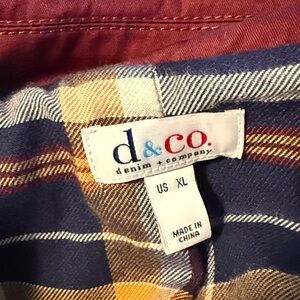 d&co.
denim + company
US XL
MADE IN
CHINA